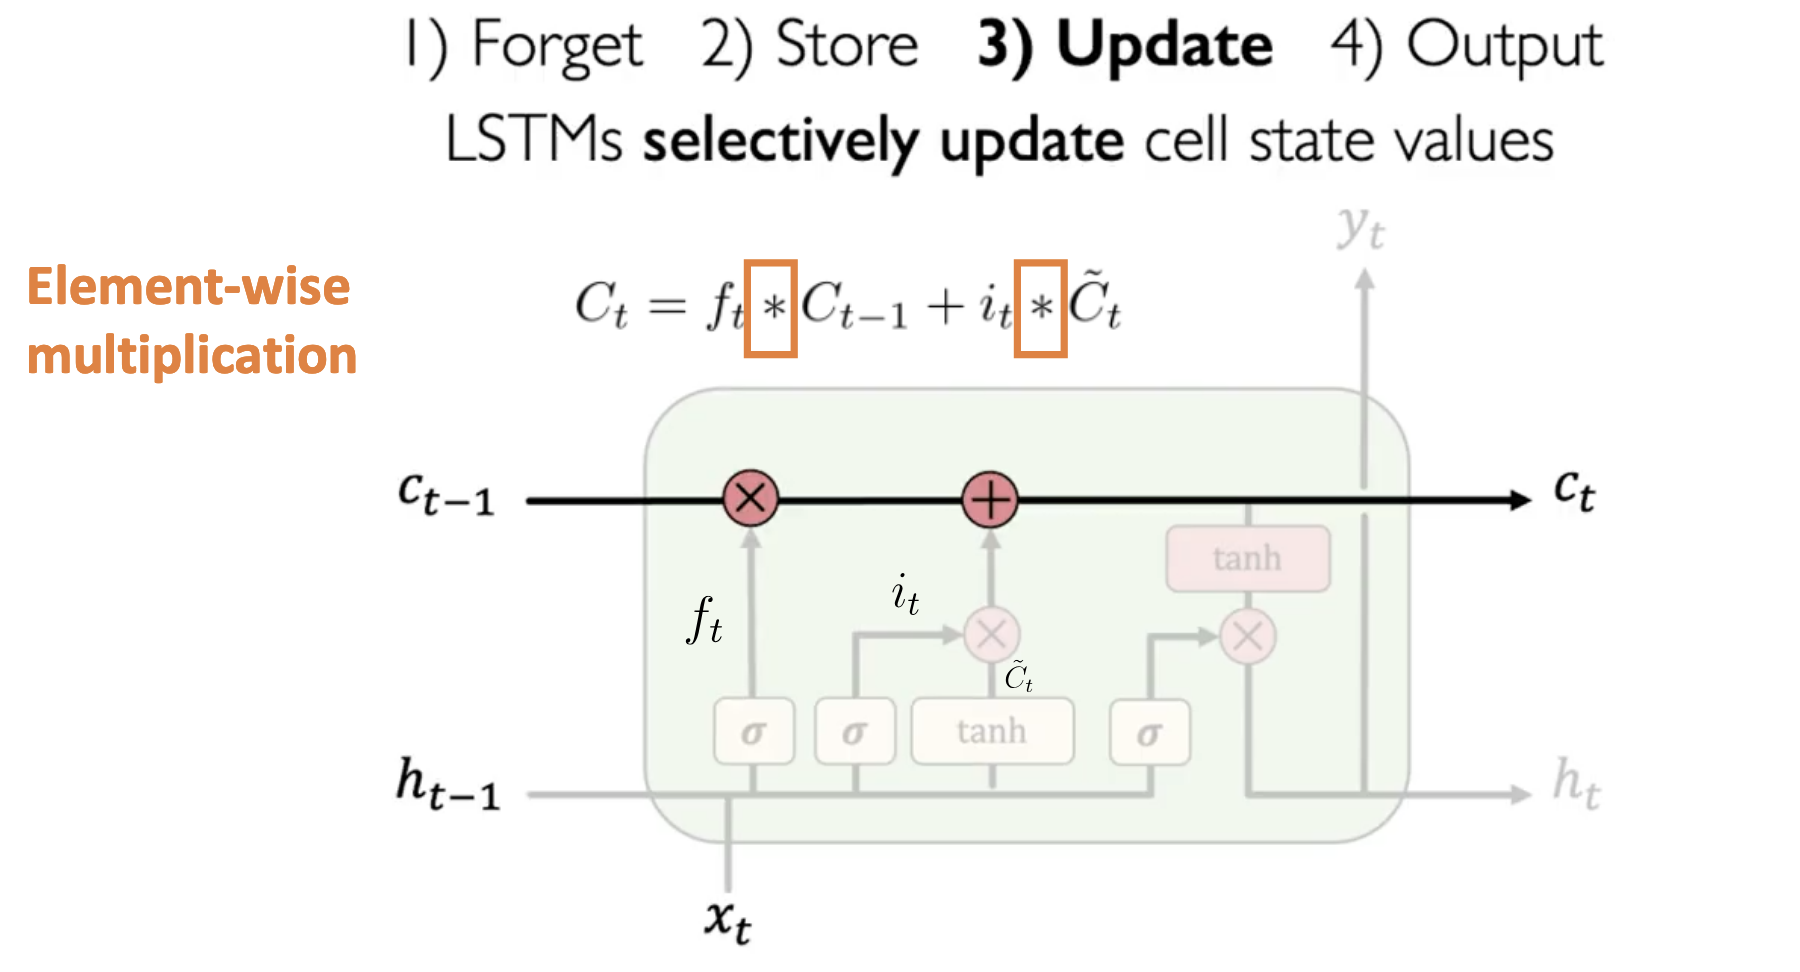 1) Forget 2) Store 3) Update 4) Output
LSTMs selectively update cell state values
Element-wise
multiplication
C_t = f_t * C_{t−1} + i_t * C̃_t
y_t
c_{t−1}
c_t
tanh
i_t
f_t
C̃_t
σ σ tanh σ
h_{t−1}
h_t
x_t